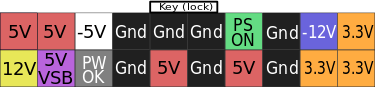 Key (lock)
5V 5V -5V Gnd Gnd Gnd PS ON Gnd -12V 3.3V
12V 5V VSB PW OK Gnd 5V Gnd 5V Gnd 3.3V 3.3V